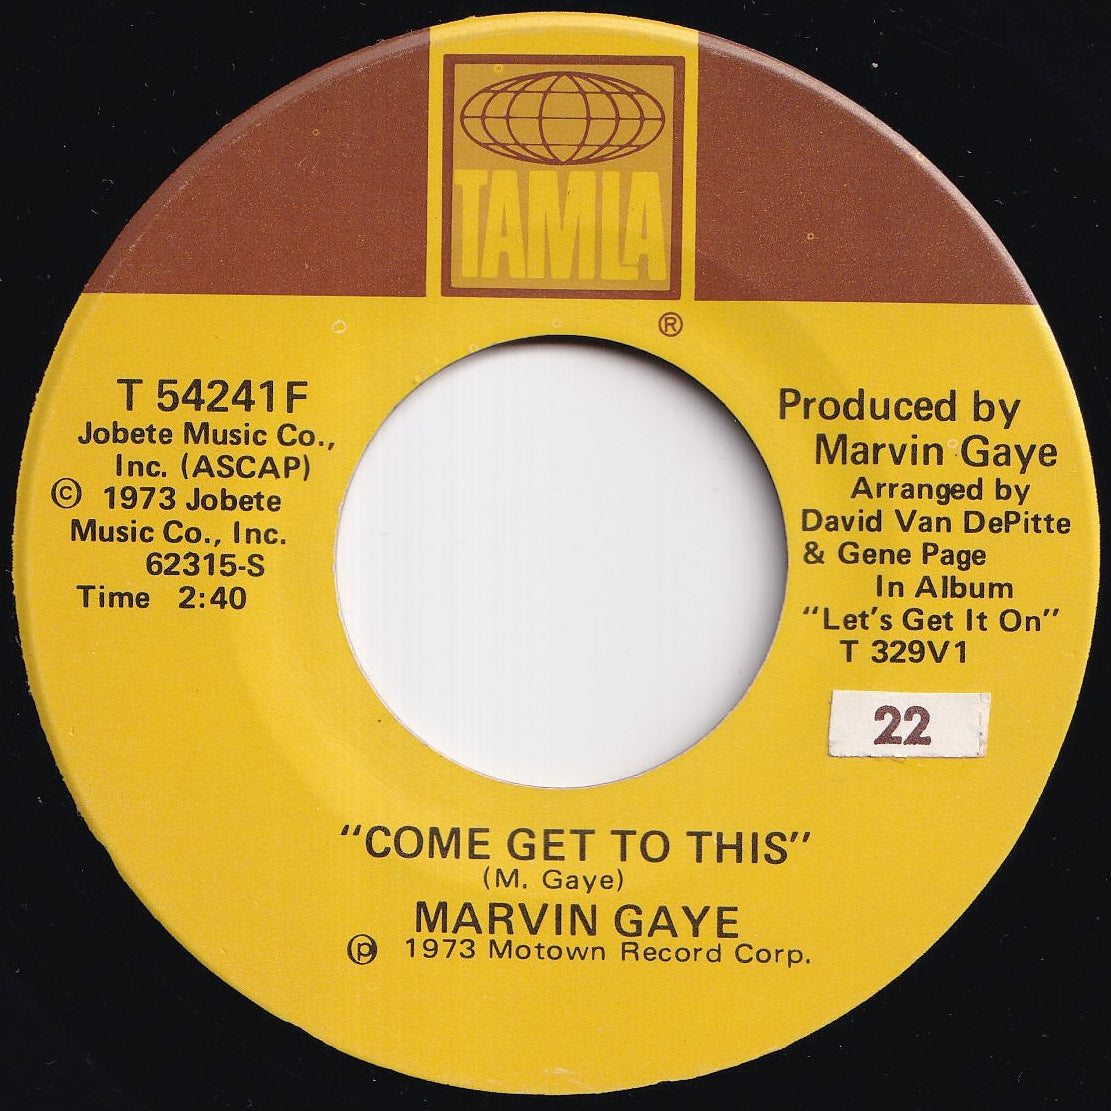 TAMLA
®
T 54241F
Jobete Music Co.,
Inc. (ASCAP)
© 1973 Jobete
Music Co., Inc.
62315-S
Time 2:40
Produced by
Marvin Gaye
Arranged by
David Van DePitte
& Gene Page
In Album
"Let's Get It On"
T 329V1
22
"COME GET TO THIS"
(M. Gaye)
MARVIN GAYE
℗ 1973 Motown Record Corp.